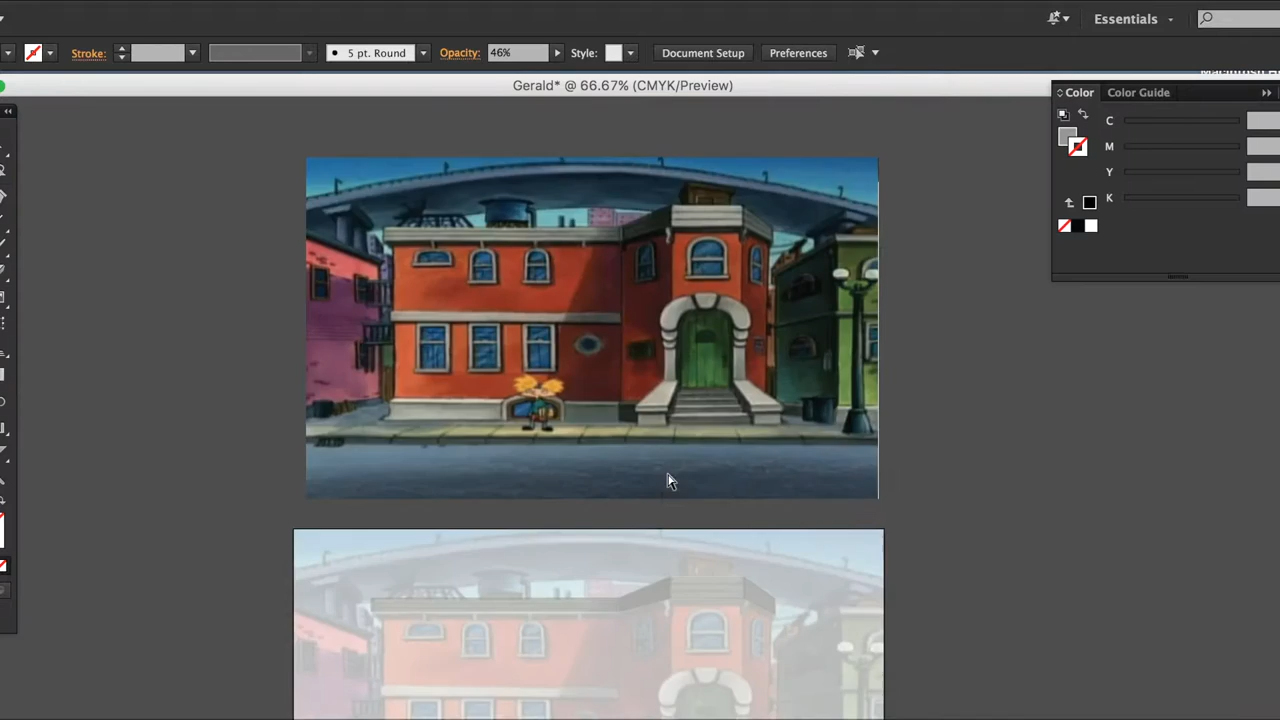 Essentials
Stroke:
5 pt. Round
Opacity:
46%
Style:
Document Setup
Preferences
Gerald* @ 66.67% (CMYK/Preview)
Color
Color Guide
C
M
Y
K